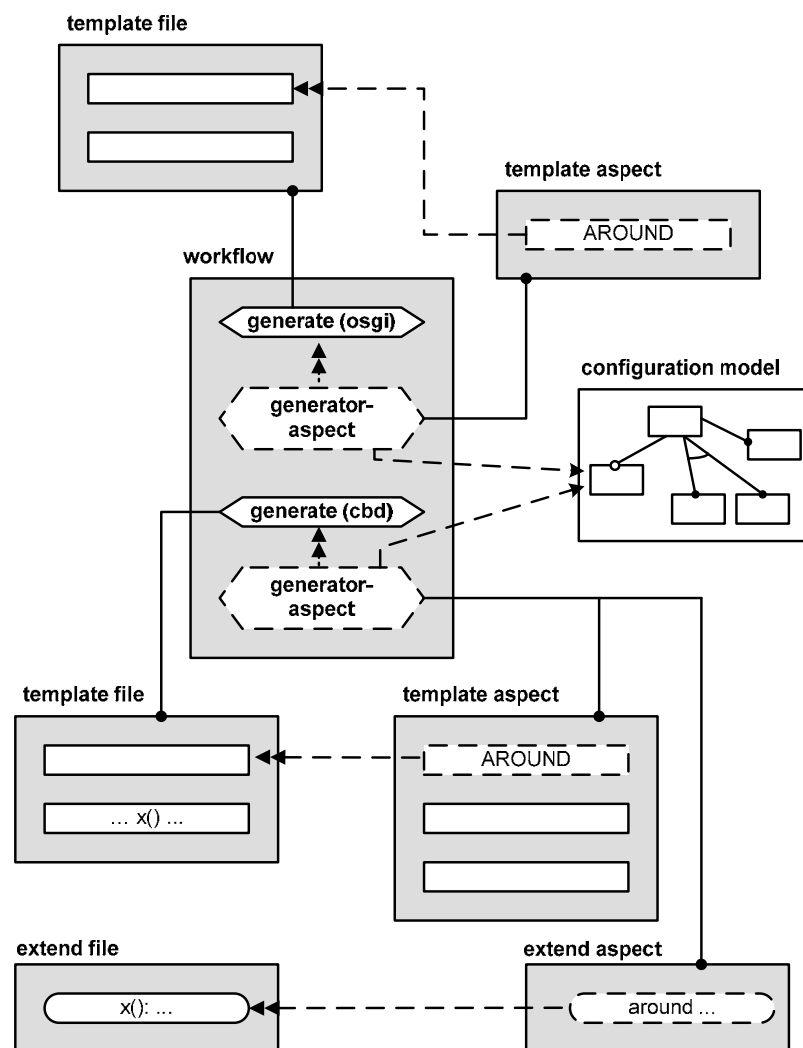 template file
template aspect
AROUND
workflow
generate (osgi)
generator-
aspect
configuration model
generate (cbd)
generator-
aspect
template file
template aspect
AROUND
... x() ...
extend file
extend aspect
x(): ...
around ...